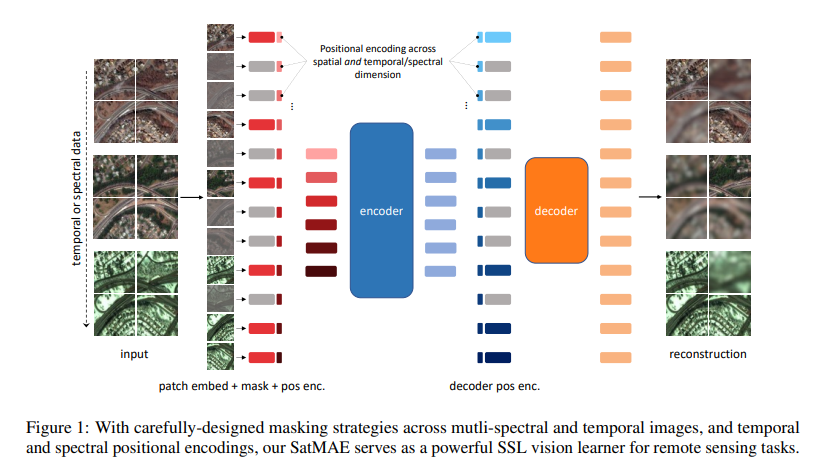 Positional encoding across
spatial and temporal/spectral
dimension
temporal or spectral data
encoder
decoder
input
reconstruction
patch embed + mask + pos enc.
decoder pos enc.
Figure 1: With carefully-designed masking strategies across mutli-spectral and temporal images, and temporal
and spectral positional encodings, our SatMAE serves as a powerful SSL vision learner for remote sensing tasks.